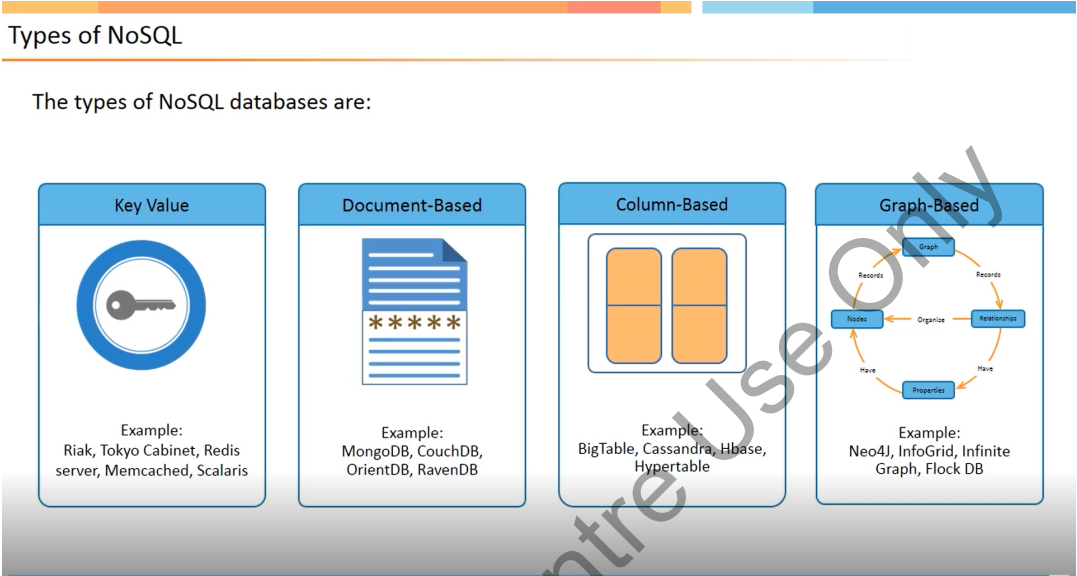 Types of NoSQL
The types of NoSQL databases are:
Key Value
Example:
Riak, Tokyo Cabinet, Redis
server, Memcached, Scalaris
Document-Based
*****
Example:
MongoDB, CouchDB,
OrientDB, RavenDB
Column-Based
Example:
BigTable, Cassandra, Hbase,
Hypertable
Graph-Based
Graph
Records
Records
Nodes
Organize
Relationships
Have
Have
Properties
Example:
Neo4J, InfoGrid, Infinite
Graph, Flock DB
ntre Use Only